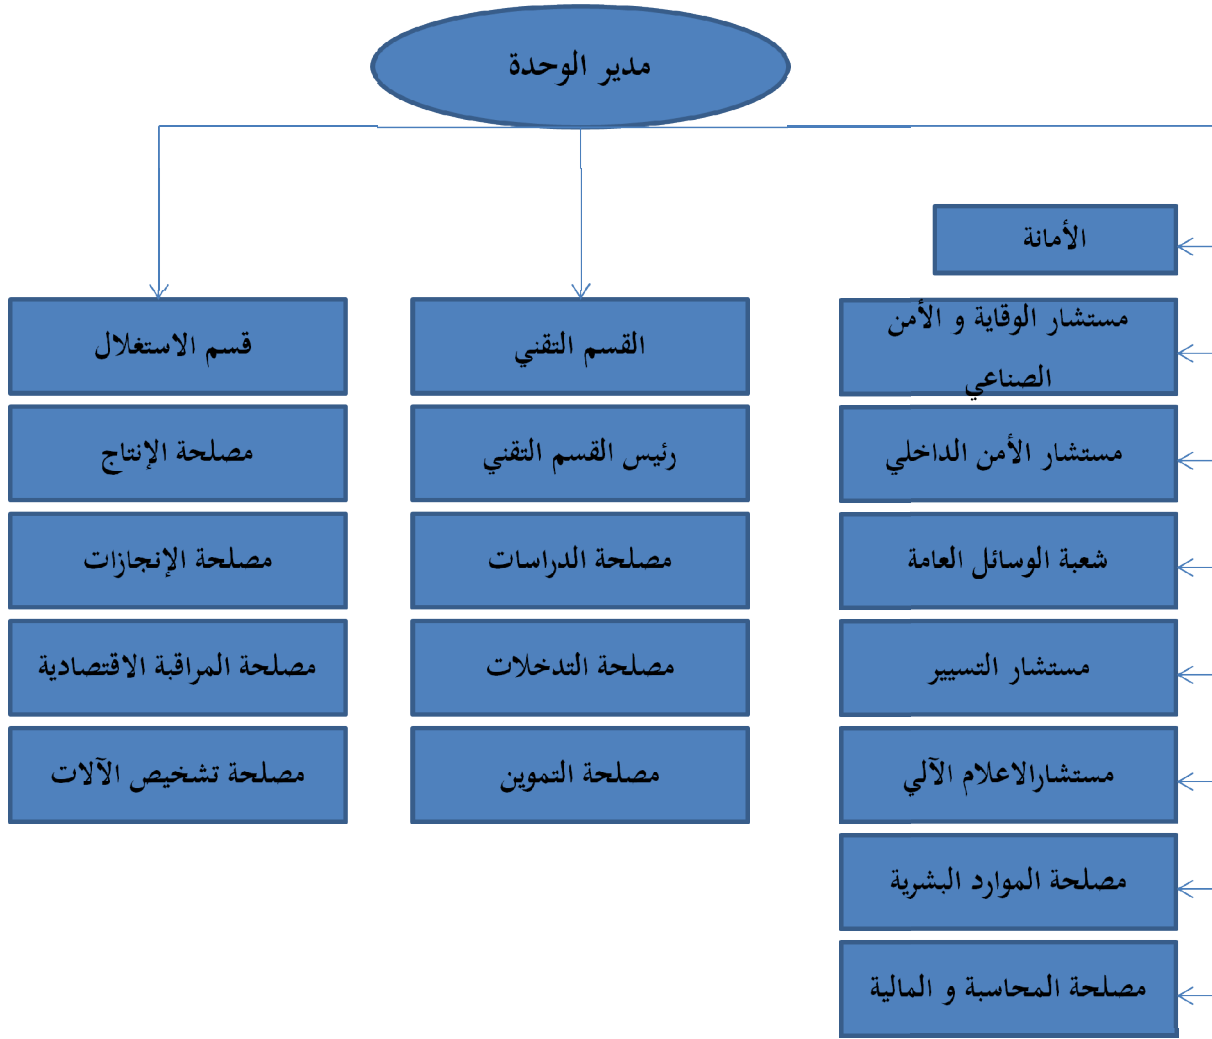 مدير الوحدة
الأمانة
مستشار الوقاية و الأمن
الصناعي
مستشار الأمن الداخلي
شعبة الوسائل العامة
مستشار التسيير
مستشارالاعلام الآلي
مصلحة الموارد البشرية
مصلحة المحاسبة و المالية
القسم التقني
رئيس القسم التقني
مصلحة الدراسات
مصلحة التدخلات
مصلحة التموين
قسم الاستغلال
مصلحة الإنتاج
مصلحة الإنجازات
مصلحة المراقبة الاقتصادية
مصلحة تشخيص الآلات